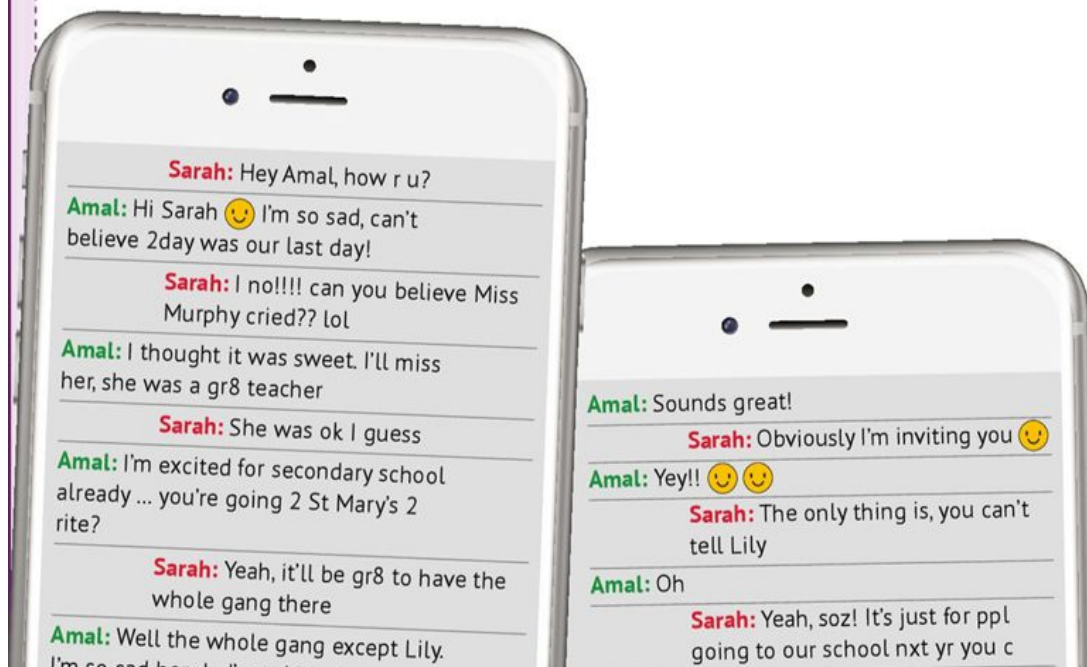 Sarah: Hey Amal, how r u?
Amal: Hi Sarah 🙂 I'm so sad, can't
believe 2day was our last day!
Sarah: I no!!!! can you believe Miss
Murphy cried?? lol
Amal: I thought it was sweet. I'll miss
her, she was a gr8 teacher
Sarah: She was ok I guess
Amal: I'm excited for secondary school
already ... you're going 2 St Mary's 2
rite?
Sarah: Yeah, it'll be gr8 to have the
whole gang there
Amal: Well the whole gang except Lily.
I'm so sad
Amal: Sounds great!
Sarah: Obviously I'm inviting you 🙂
Amal: Yey!! 🙂 🙂
Sarah: The only thing is, you can't
tell Lily
Amal: Oh
Sarah: Yeah, soz! It's just for ppl
going to our school nxt yr you c